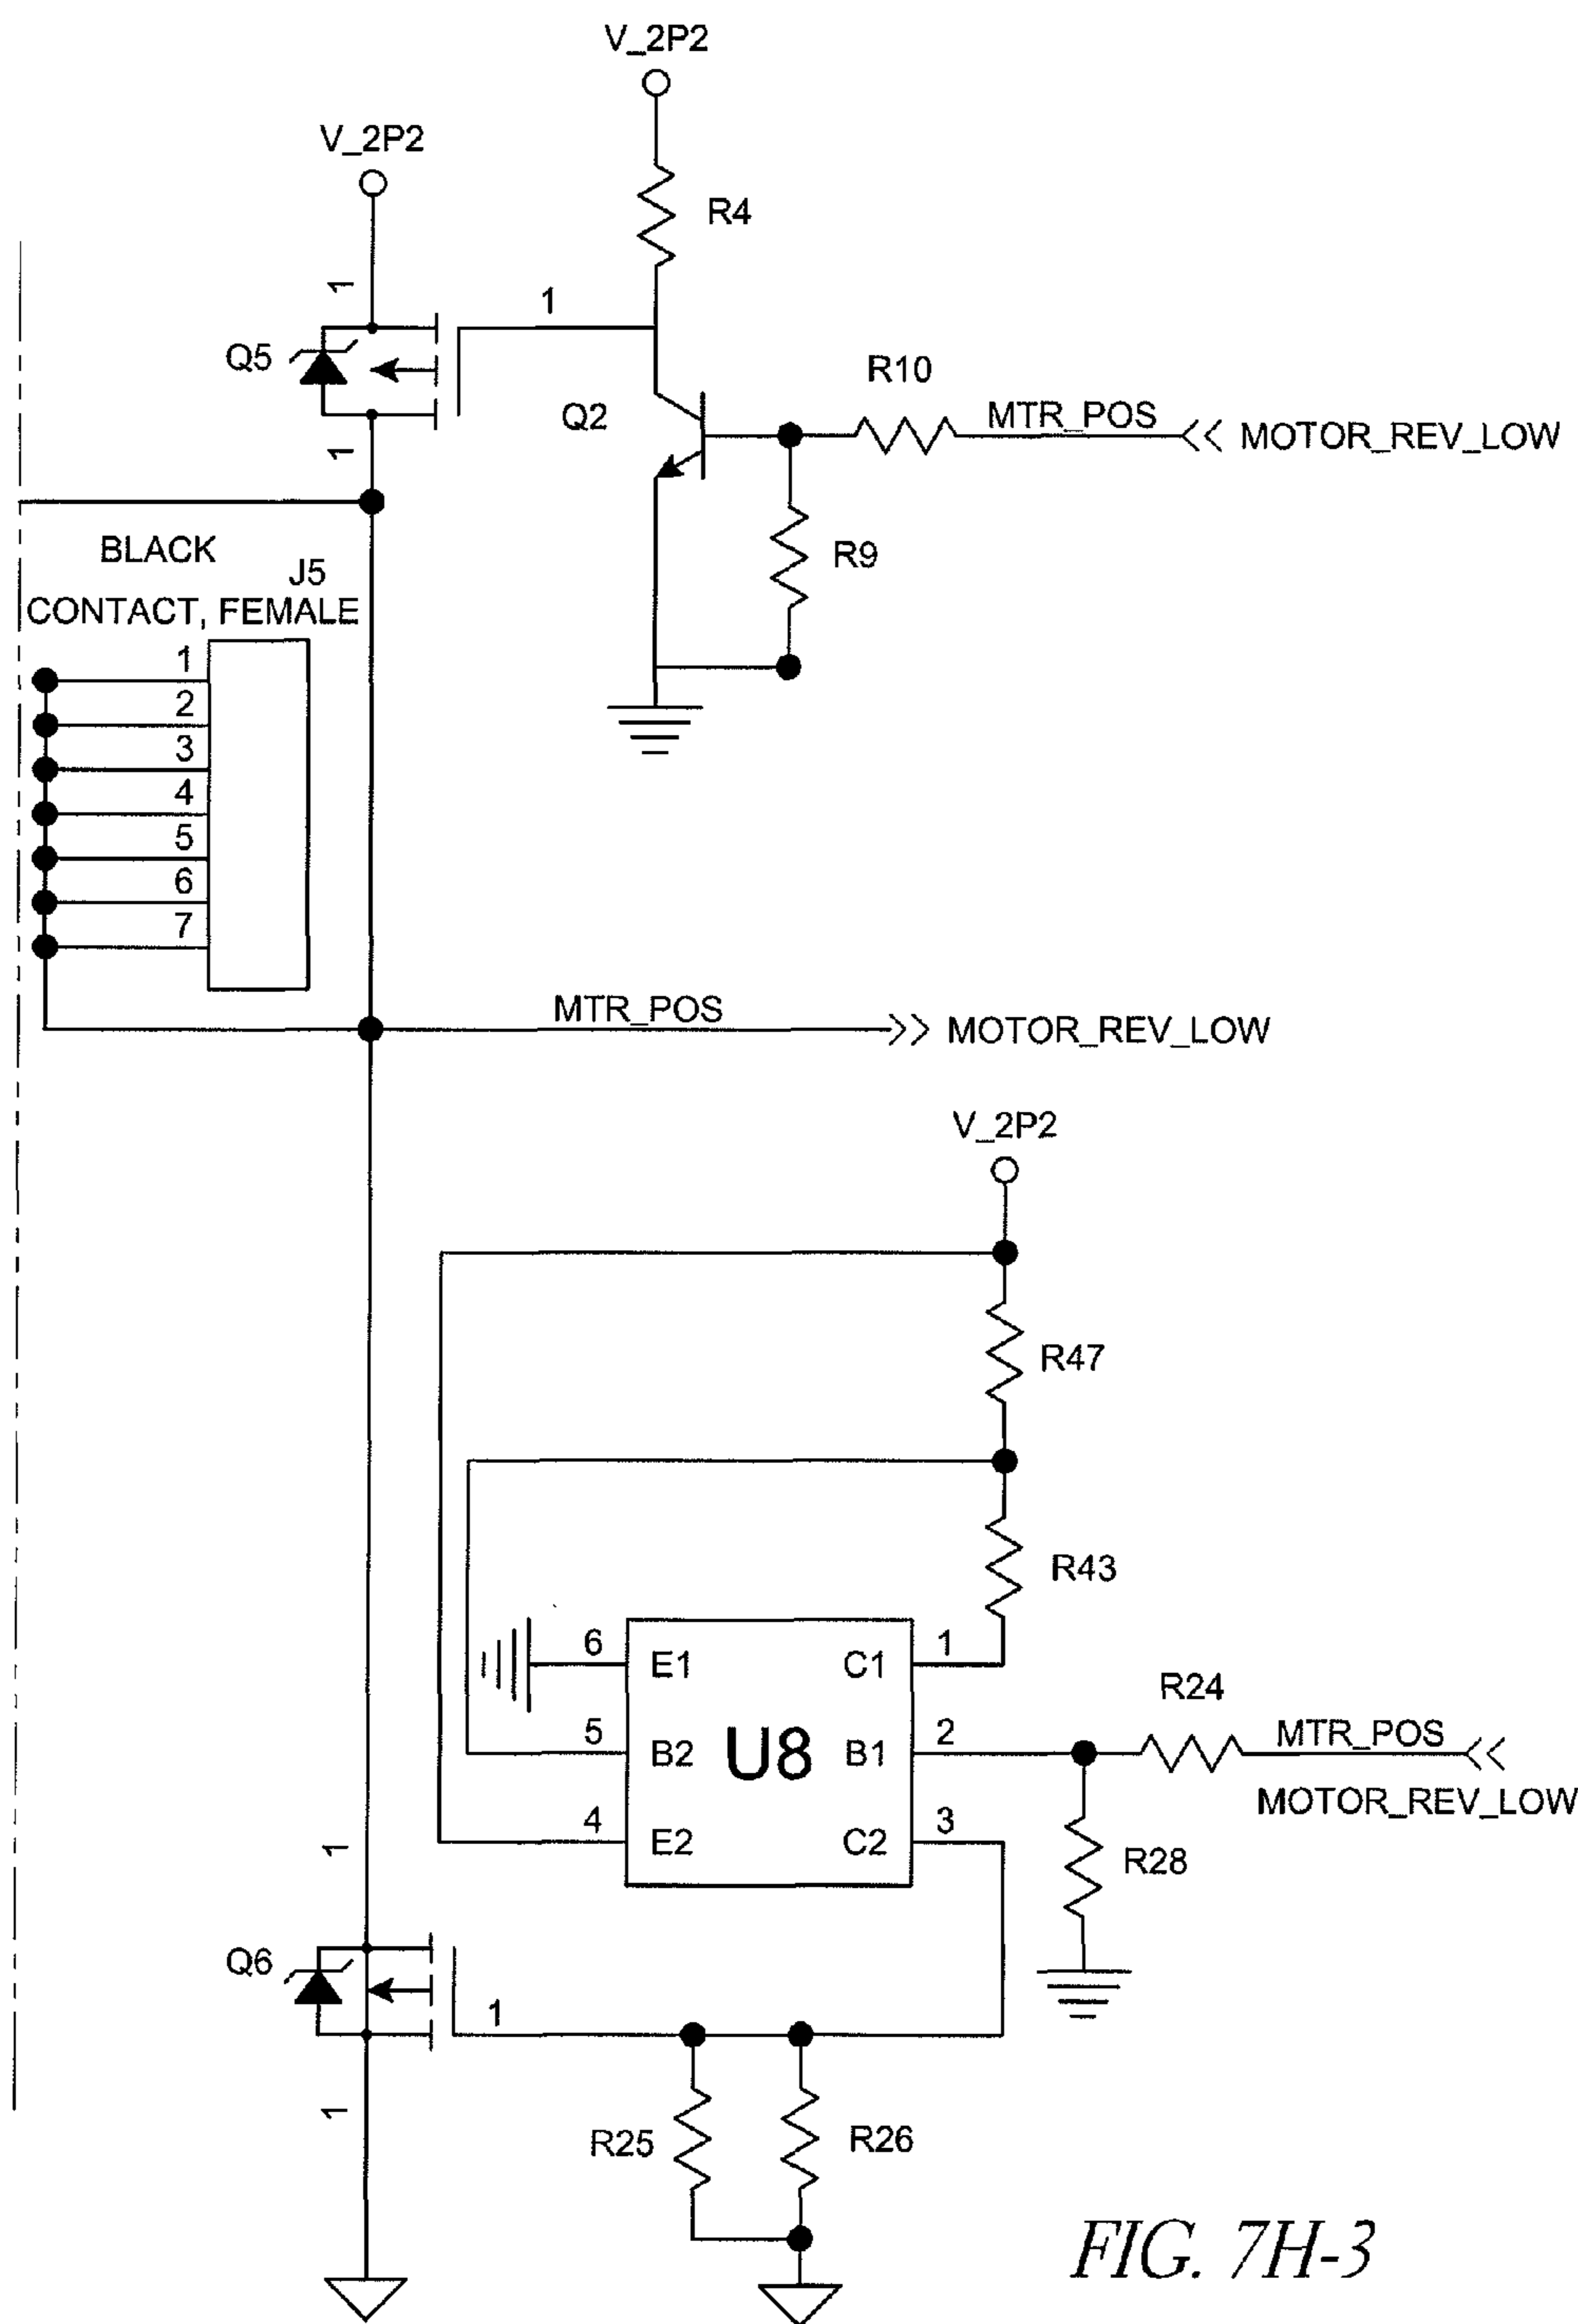 V_2P2
V_2P2
R4
1
1
Q5
R10
Q2
MTR_POS
MOTOR_REV_LOW
1
R9
BLACK
J5
CONTACT, FEMALE
1
2
3
4
5
6
7
MTR_POS
MOTOR_REV_LOW
V_2P2
R47
R43
6
E1
C1
1
R24
5
B2
U8
B1
2
MTR_POS
MOTOR_REV_LOW
4
E2
C2
3
1
R28
Q6
1
1
R25
R26
FIG. 7H-3